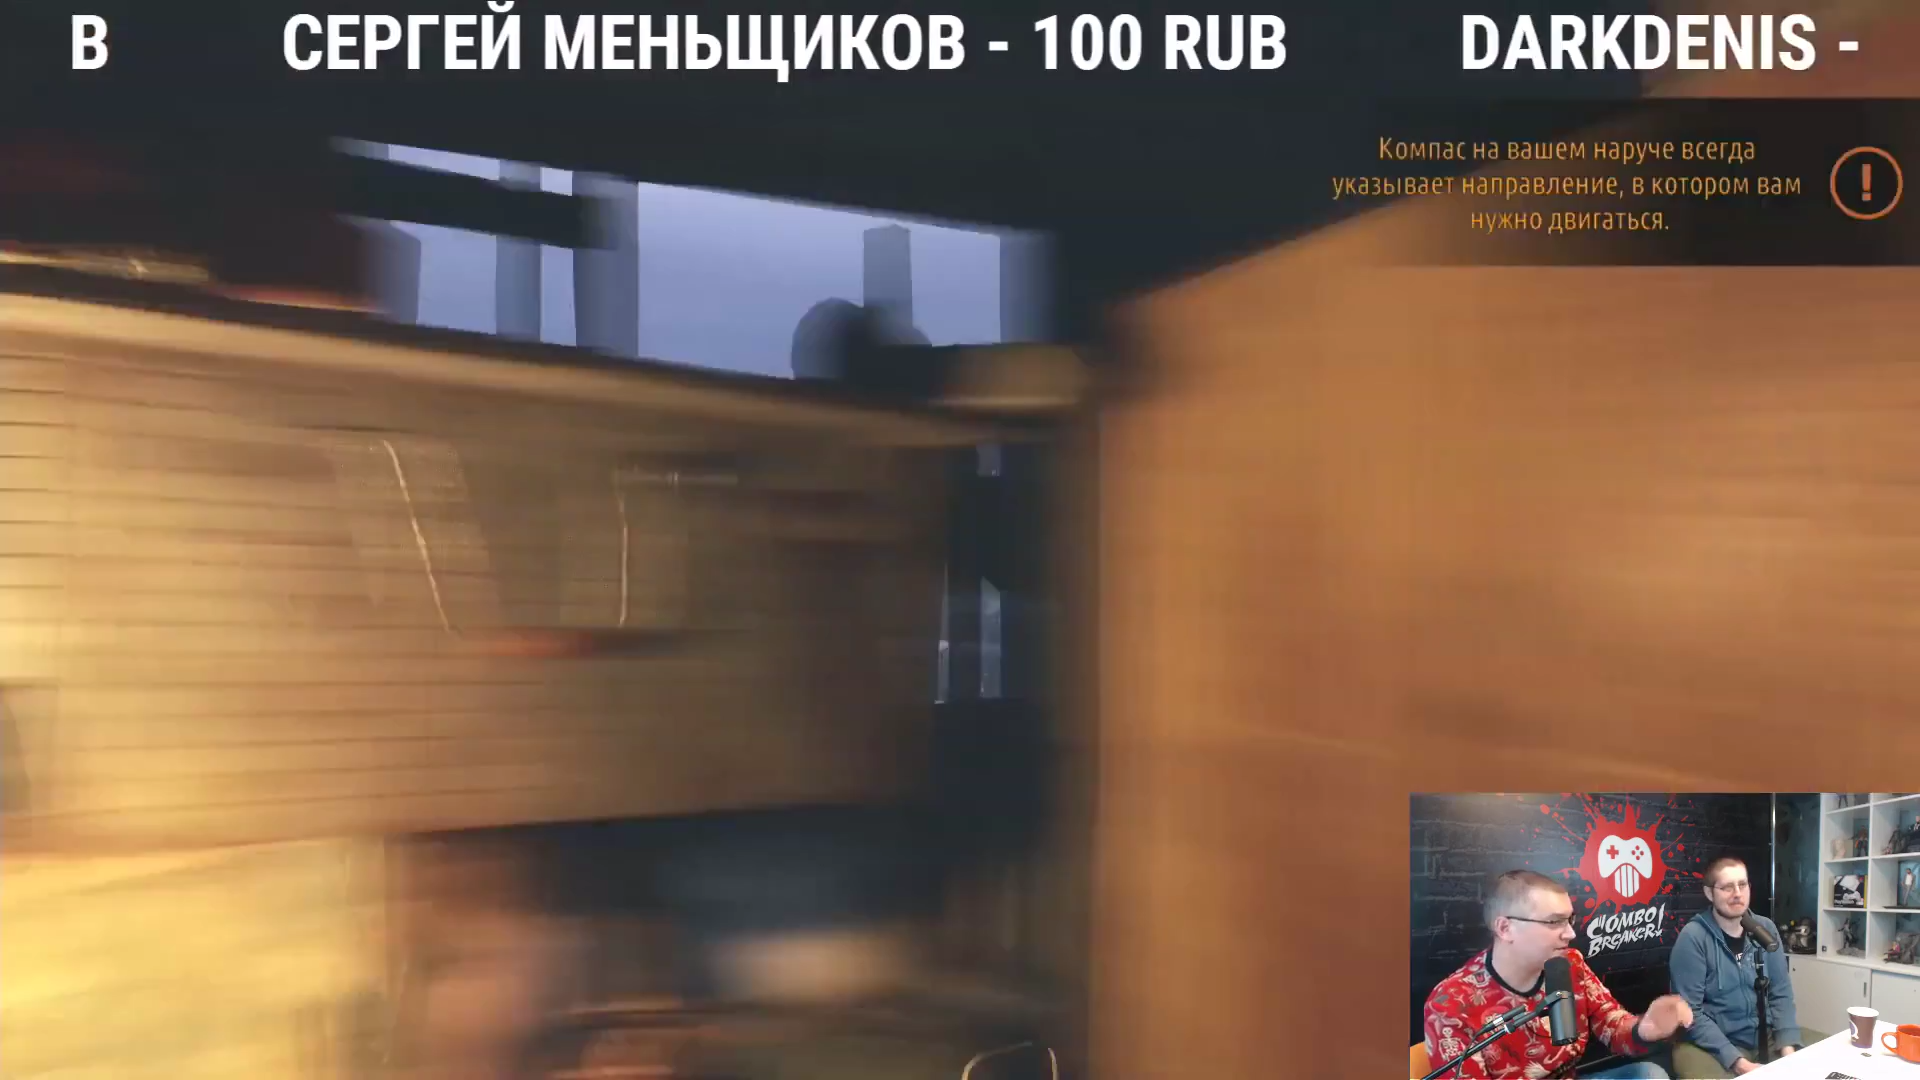 В СЕРГЕЙ МЕНЬЩИКОВ - 100 RUB DARKDENIS -
Компас на вашем наруче всегда
указывает направление, в котором вам
нужно двигаться.
COMBO!
BREAKER